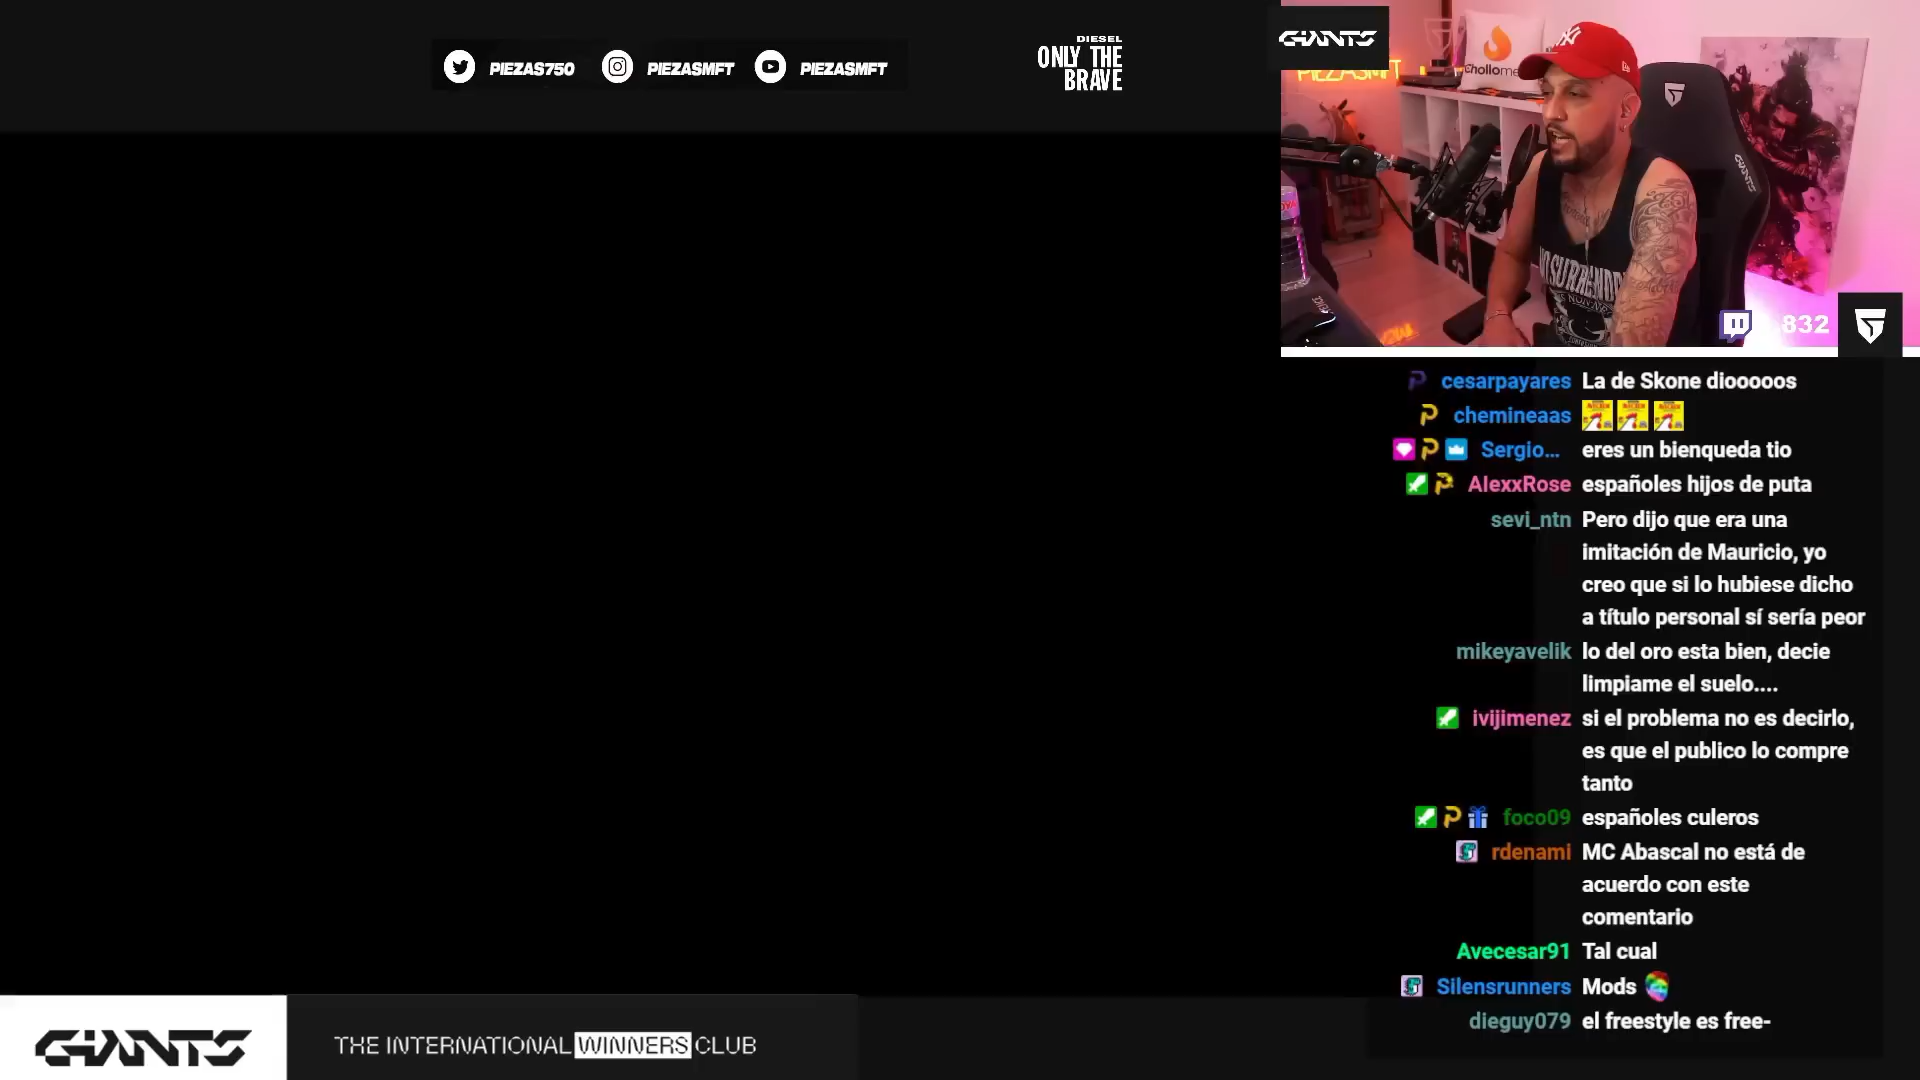 PIEZAS750
PIEZASMFT
PIEZASMFT
DIESEL
ONLY THE
BRAVE
GIANTS
PIEZASMFT
GIANTS
832
cesarpayares La de Skone diooooos
chemineaas
Sergio... eres un bienqueda tio
AlexxRose españoles hijos de puta
sevi_ntn Pero dijo que era una
imitación de Mauricio, yo
creo que si lo hubiese dicho
a título personal sí sería peor
mikeyavelik lo del oro esta bien, decie
limpiame el suelo....
ivijimenez si el problema no es decirlo,
es que el publico lo compre
tanto
foco09 españoles culeros
rdenami MC Abascal no está de
acuerdo con este
comentario
Avecesar91 Tal cual
Silensrunners Mods
dieguy079 el freestyle es free-
GIANTS
THE INTERNATIONAL WINNERS CLUB